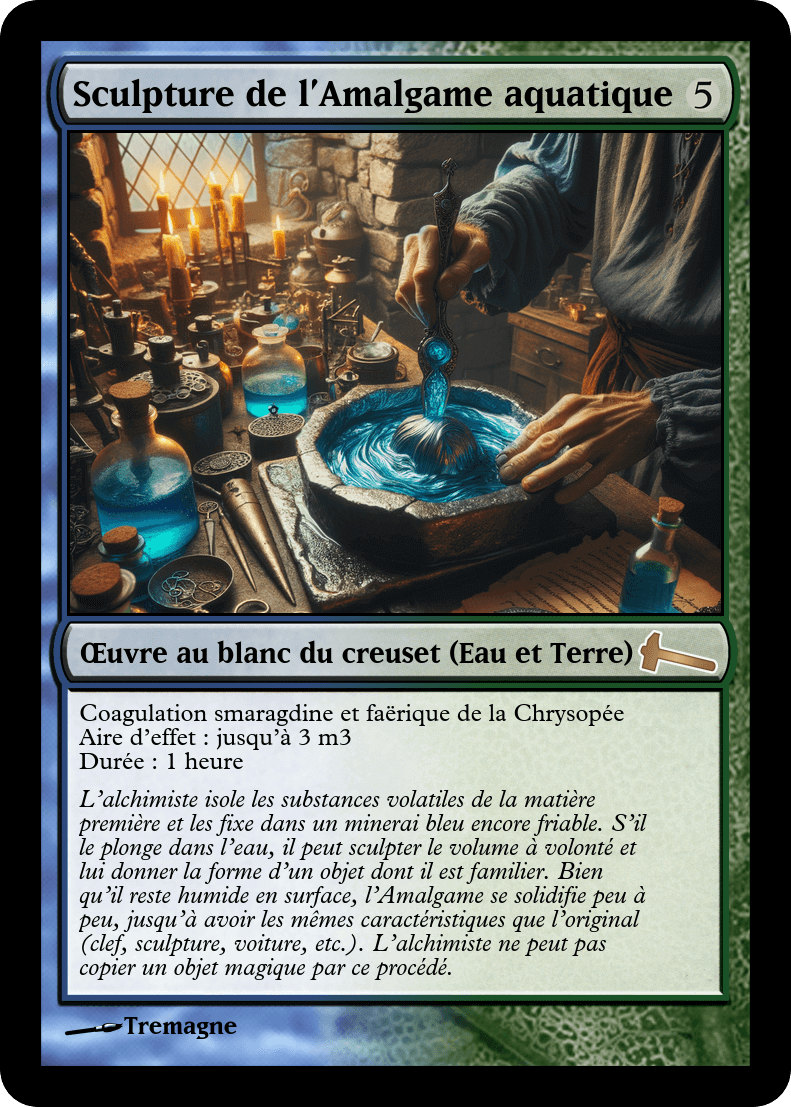 Sculpture de l'Amalgame aquatique 5
Œuvre au blanc du creuset (Eau et Terre)
Coagulation smaragdine et faërique de la Chrysopée
Aire d'effet : jusqu'à 3 m3
Durée : 1 heure
L'alchimiste isole les substances volatiles de la matière
première et les fixe dans un minerai bleu encore friable. S'il
le plonge dans l'eau, il peut sculpter le volume à volonté et
lui donner la forme d'un objet dont il est familier. Bien
qu'il reste humide en surface, l'Amalgame se solidifie peu à
peu, jusqu'à avoir les mêmes caractéristiques que l'original
(clef, sculpture, voiture, etc.). L'alchimiste ne peut pas
copier un objet magique par ce procédé.
Tremagne